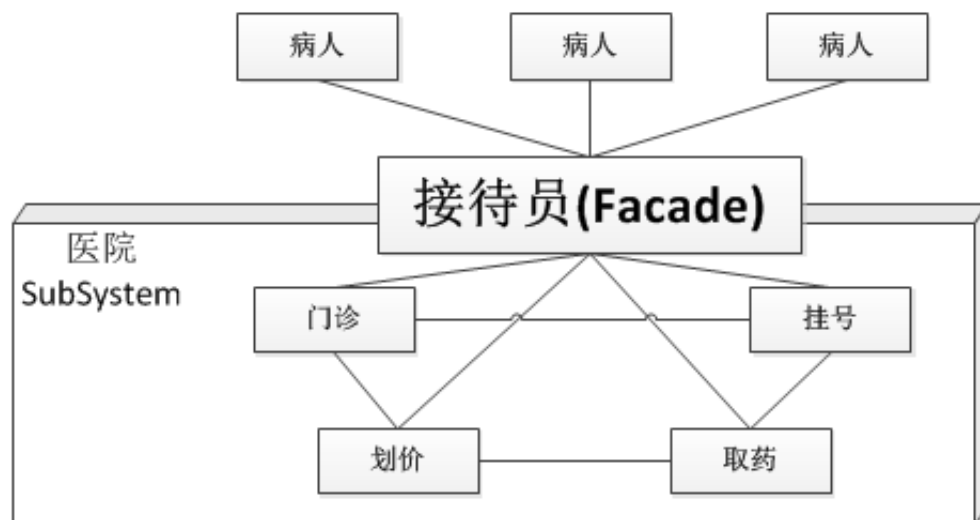 病人
病人
病人
接待员(Facade)
医院
SubSystem
门诊
挂号
划价
取药